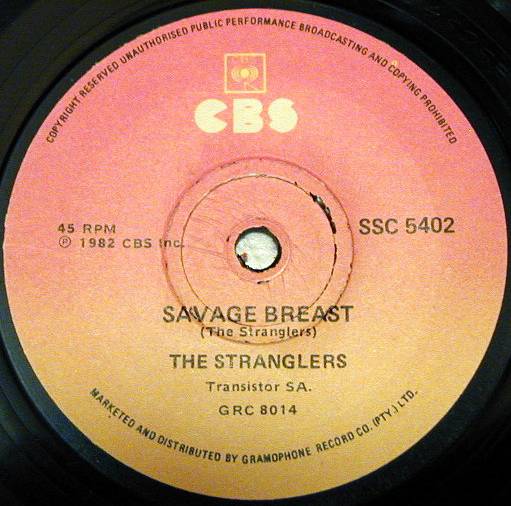 COPYRIGHT RESERVED UNAUTHORISED PUBLIC PERFORMANCE BROADCASTING AND COPYING PROHIBITED
CBS
45 RPM
℗ 1982 CBS Inc.
SSC 5402
SAVAGE BREAST
(The Stranglers)
THE STRANGLERS
Transistor SA.
GRC 8014
MARKETED AND DISTRIBUTED BY GRAMOPHONE RECORD CO. (PTY.) LTD.